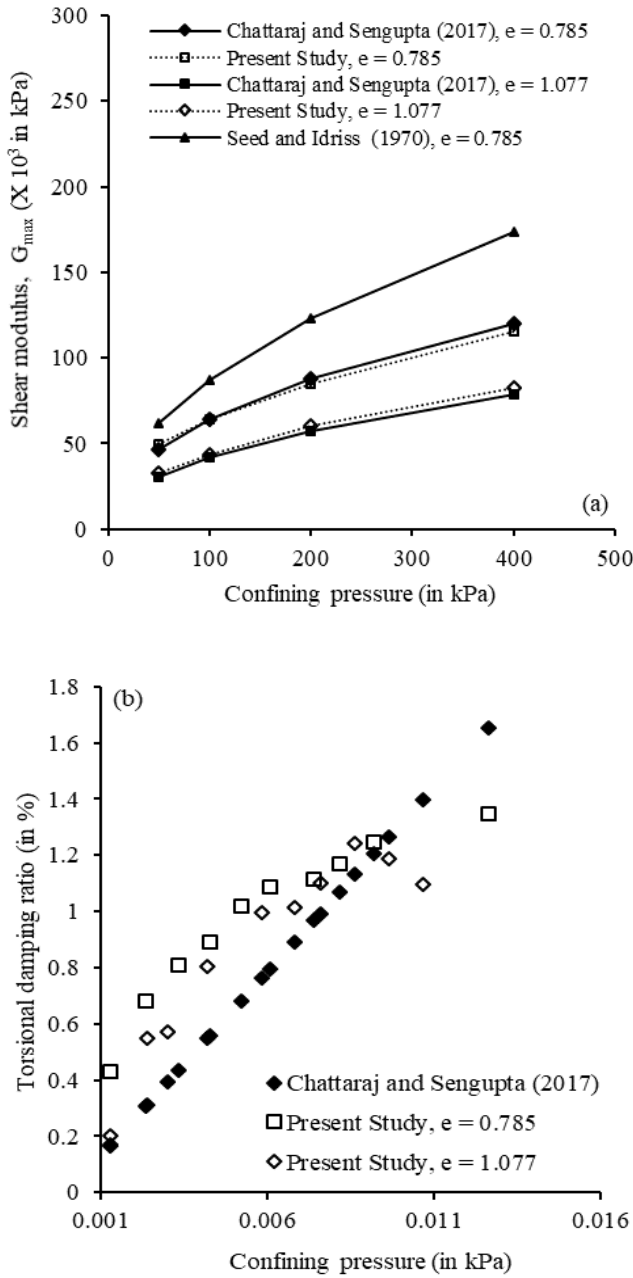 Chattaraj and Sengupta (2017), e = 0.785
Present Study, e = 0.785
Chattaraj and Sengupta (2017), e = 1.077
Present Study, e = 1.077
Seed and Idriss (1970), e = 0.785
Shear modulus, Gmax (X 10³ in kPa)
300
250
200
150
100
50
0
(a)
0 100 200 300 400 500
Confining pressure (in kPa)
(b)
Torsional damping ratio (in %)
1.8
1.6
1.4
1.2
1
0.8
0.6
0.4
0.2
0
Chattaraj and Sengupta (2017)
Present Study, e = 0.785
Present Study, e = 1.077
0.001 0.006 0.011 0.016
Confining pressure (in kPa)